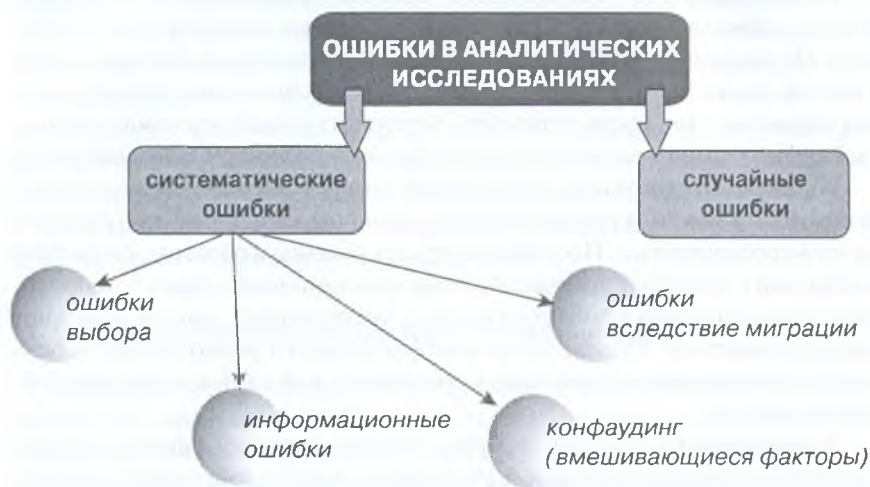 ОШИБКИ В АНАЛИТИЧЕСКИХ
ИССЛЕДОВАНИЯХ
систематические
ошибки
случайные
ошибки
ошибки
выбора
ошибки
вследствие миграции
информационные
ошибки
конфаудинг
(вмешивающиеся факторы)